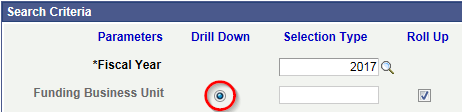 Search Criteria
Parameters Drill Down Selection Type Roll Up
*Fiscal Year 2017
Funding Business Unit